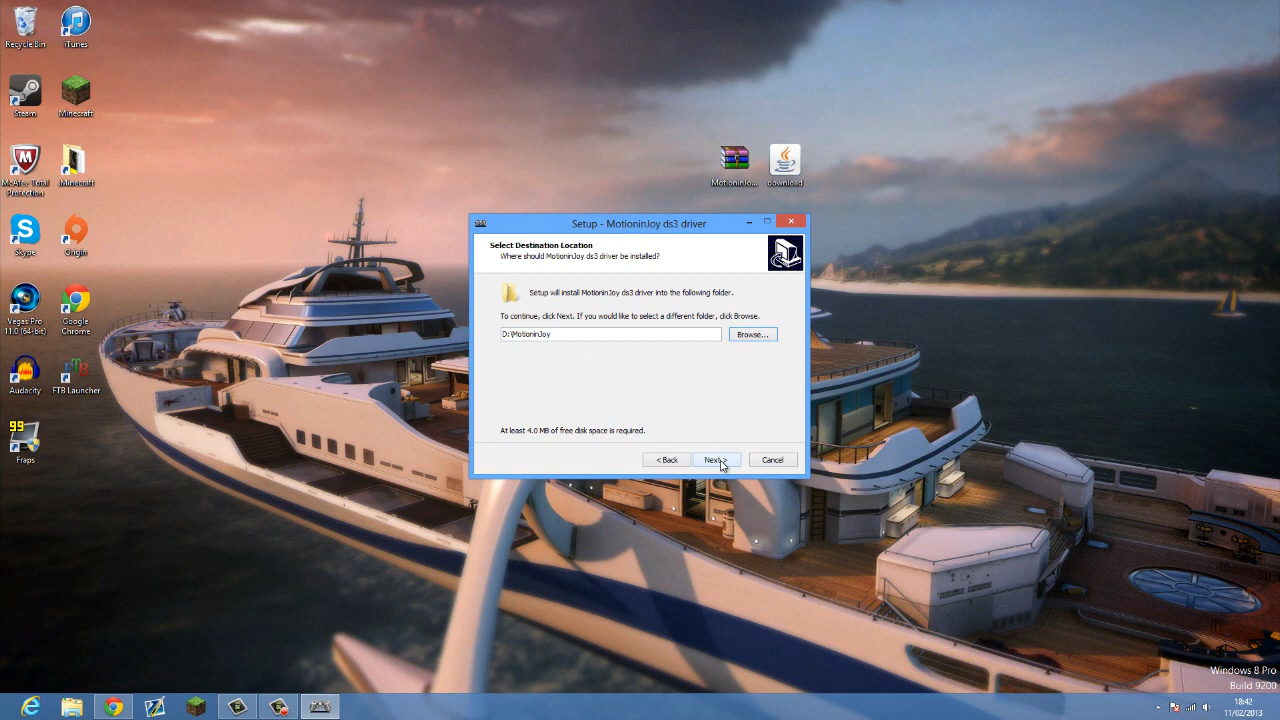 Recycle Bin
iTunes
Steam
Minecraft
McAfee Total
Protection
.Minecraft
Skype
Origin
Vegas Pro
11.0 (64-bit)
Google
Chrome
Audacity
FTB Launcher
99
Fraps
MotioninJo...
download
Setup - MotioninJoy ds3 driver
Select Destination Location
Where should MotioninJoy ds3 driver be installed?
Setup will install MotioninJoy ds3 driver into the following folder.
To continue, click Next. If you would like to select a different folder, click Browse.
D:\MotioninJoy
Browse...
At least 4.0 MB of free disk space is required.
< Back
Next >
Cancel
Windows 8 Pro
Build 9200
18:42
11/02/2013